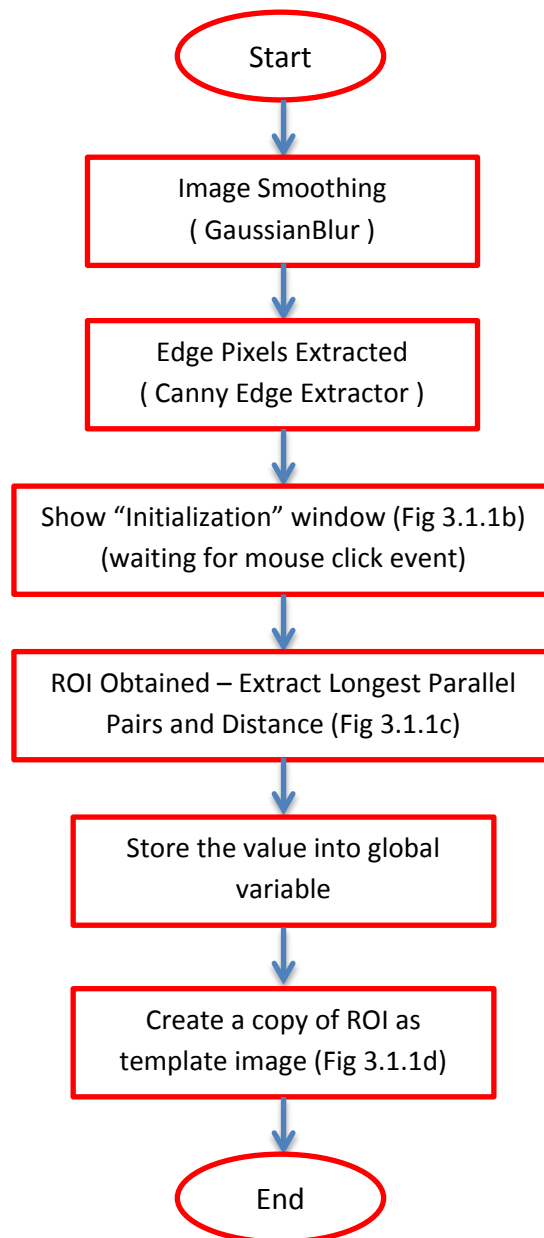 Start
Image Smoothing
( GaussianBlur )
Edge Pixels Extracted
( Canny Edge Extractor )
Show “Initialization” window (Fig 3.1.1b)
(waiting for mouse click event)
ROI Obtained – Extract Longest Parallel
Pairs and Distance (Fig 3.1.1c)
Store the value into global
variable
Create a copy of ROI as
template image (Fig 3.1.1d)
End